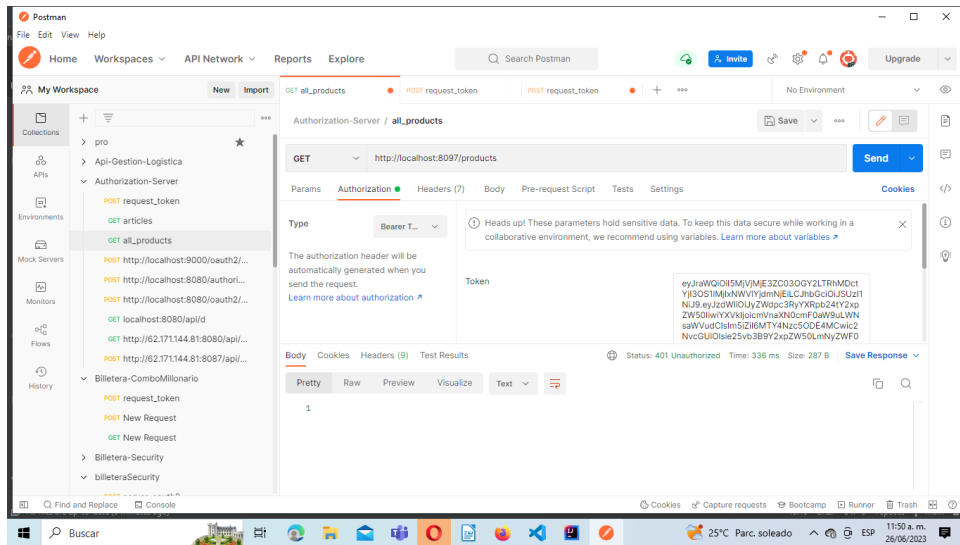 Postman
File Edit View Help
Home Workspaces API Network Reports Explore
Search Postman
Invite
Upgrade
My Workspace
New Import
GET all_products
POST request_token
POST request_token
No Environment
Collections
APIs
Environments
Mock Servers
Monitors
Flows
History
pro
Api-Gestion-Logistica
Authorization-Server
POST request_token
GET articles
GET all_products
POST http://localhost:9000/oauth2/...
POST http://localhost:8080/authori...
POST http://localhost:8080/oauth2/...
GET localhost:8080/api/d
GET http://62.171.144.81:8080/api/...
POST http://62.171.144.81:8087/api/...
Billetera-ComboMillonario
POST request_token
POST New Request
GET New Request
Billetera-Security
billeteraSecurity
Authorization-Server / all_products
Save
GET http://localhost:8097/products
Send
Params Authorization Headers (7) Body Pre-request Script Tests Settings
Cookies
Type
Bearer T...
The authorization header will be
automatically generated when you
send the request.
Learn more about authorization
Heads up! These parameters hold sensitive data. To keep this data secure while working in a
collaborative environment, we recommend using variables. Learn more about variables
Token
Body Cookies Headers (9) Test Results
Status: 401 Unauthorized Time: 336 ms Size: 287 B Save Response
Pretty Raw Preview Visualize Text
1
Find and Replace Console
Cookies Capture requests Bootcamp Runner Trash
Buscar
25°C Parc. soleado
ESP
11:50 a. m.
26/06/2023